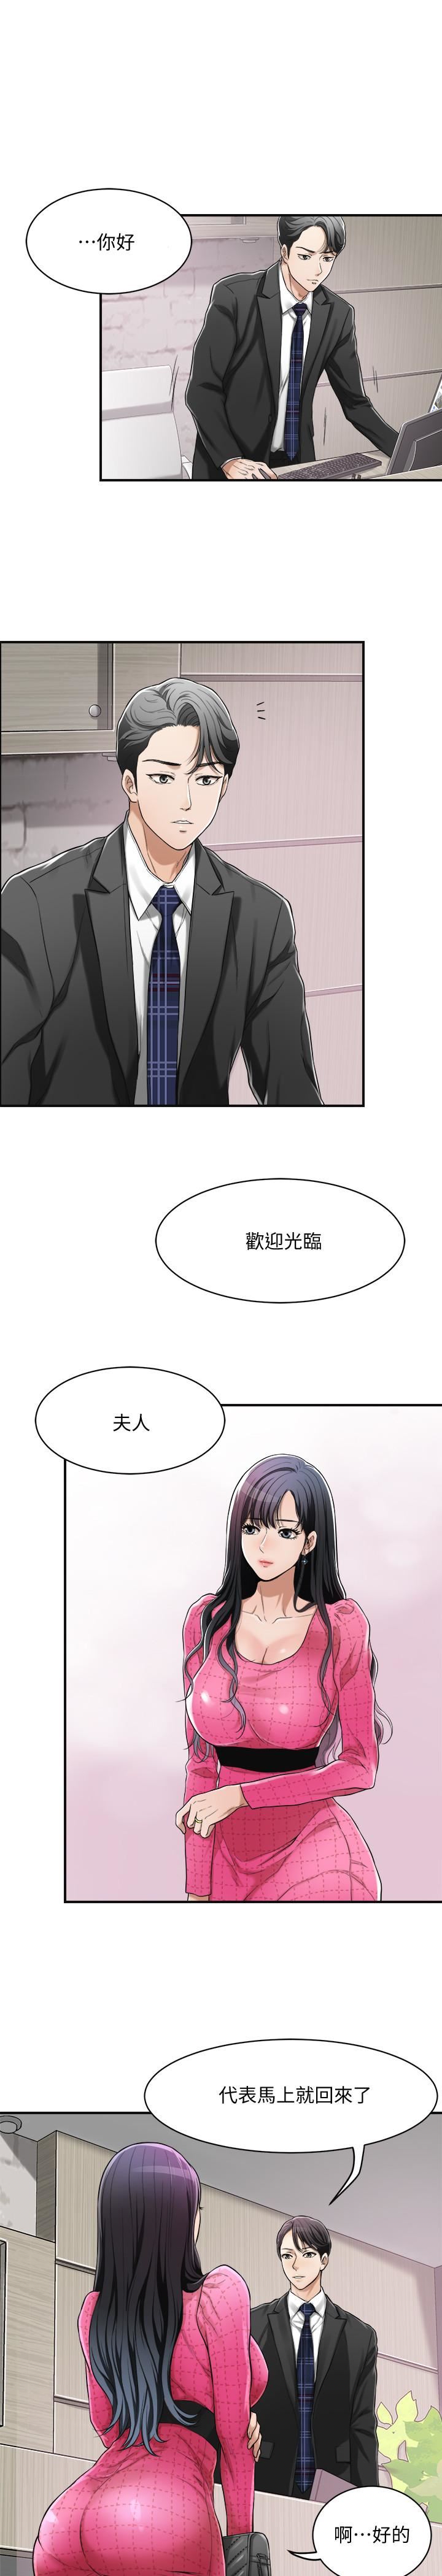 …你好
歡迎光臨
夫人
代表馬上就回來了
啊…好的